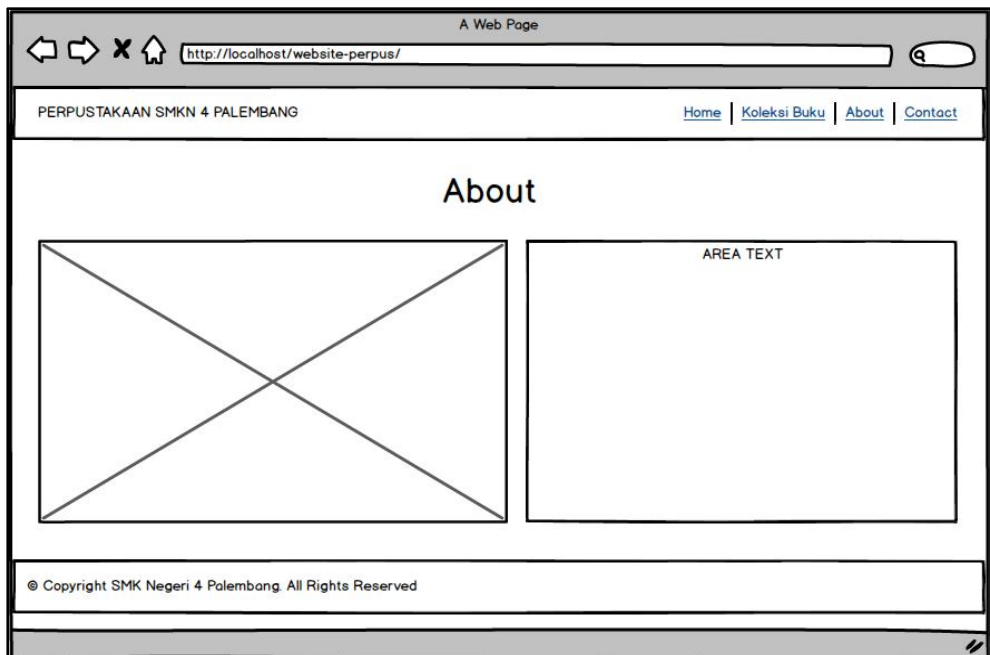 A Web Page
http://localhost/website-perpus/
PERPUSTAKAAN SMKN 4 PALEMBANG
Home | Koleksi Buku | About | Contact
About
AREA TEXT
© Copyright SMK Negeri 4 Palembang. All Rights Reserved